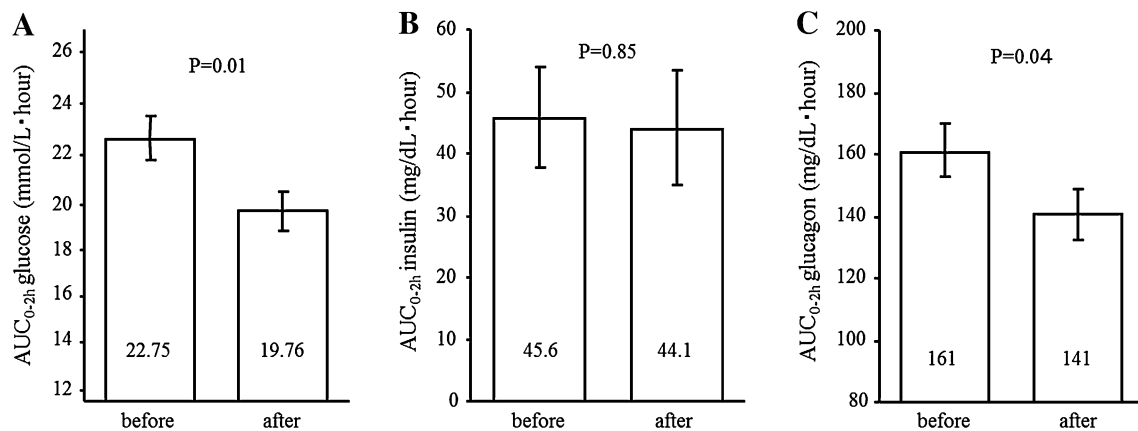 A
AUC0-2h glucose (mmol/L・hour)
26
24
22
20
18
16
14
12
P=0.01
22.75
19.76
before
after
B
AUC0-2h insulin (mg/dL・hour)
60
50
40
30
20
10
0
P=0.85
45.6
44.1
before
after
C
AUC0-2h glucagon (mg/dL・hour)
200
180
160
140
120
100
80
P=0.04
161
141
before
after